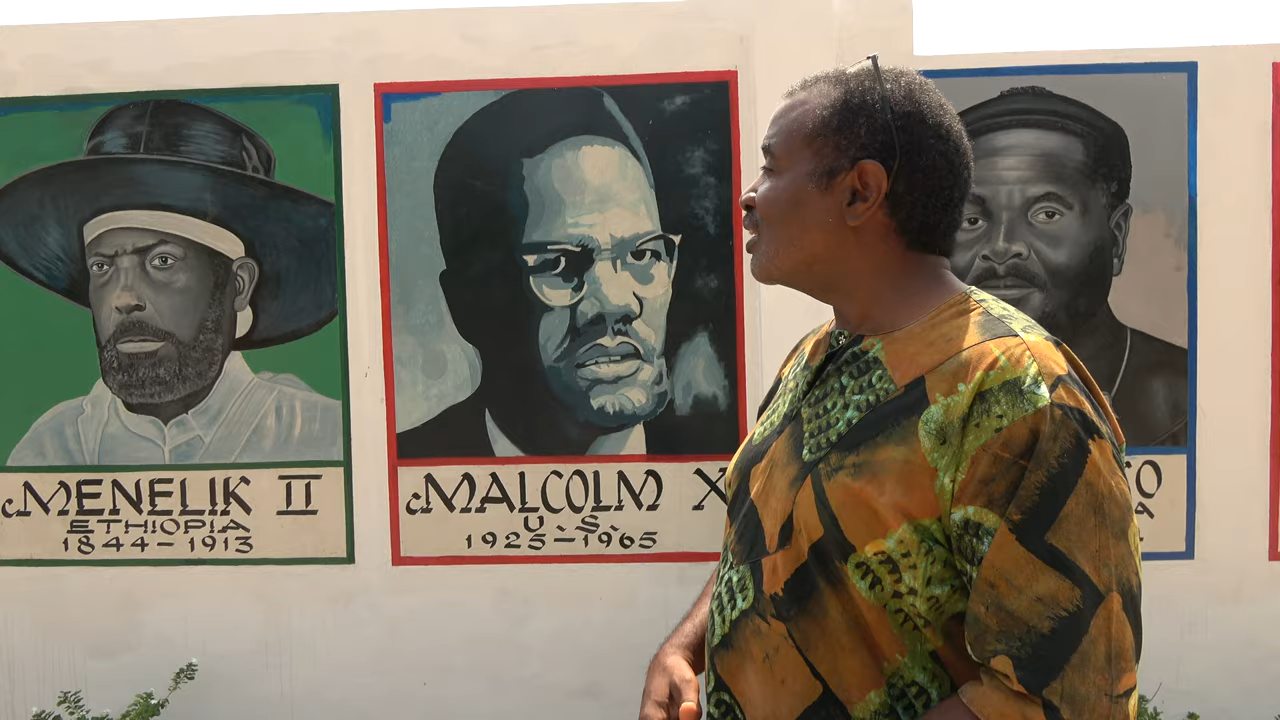 MENELIK II
ETHIOPIA
1844-1913
MALCOLM X
U.S.
1925-1965